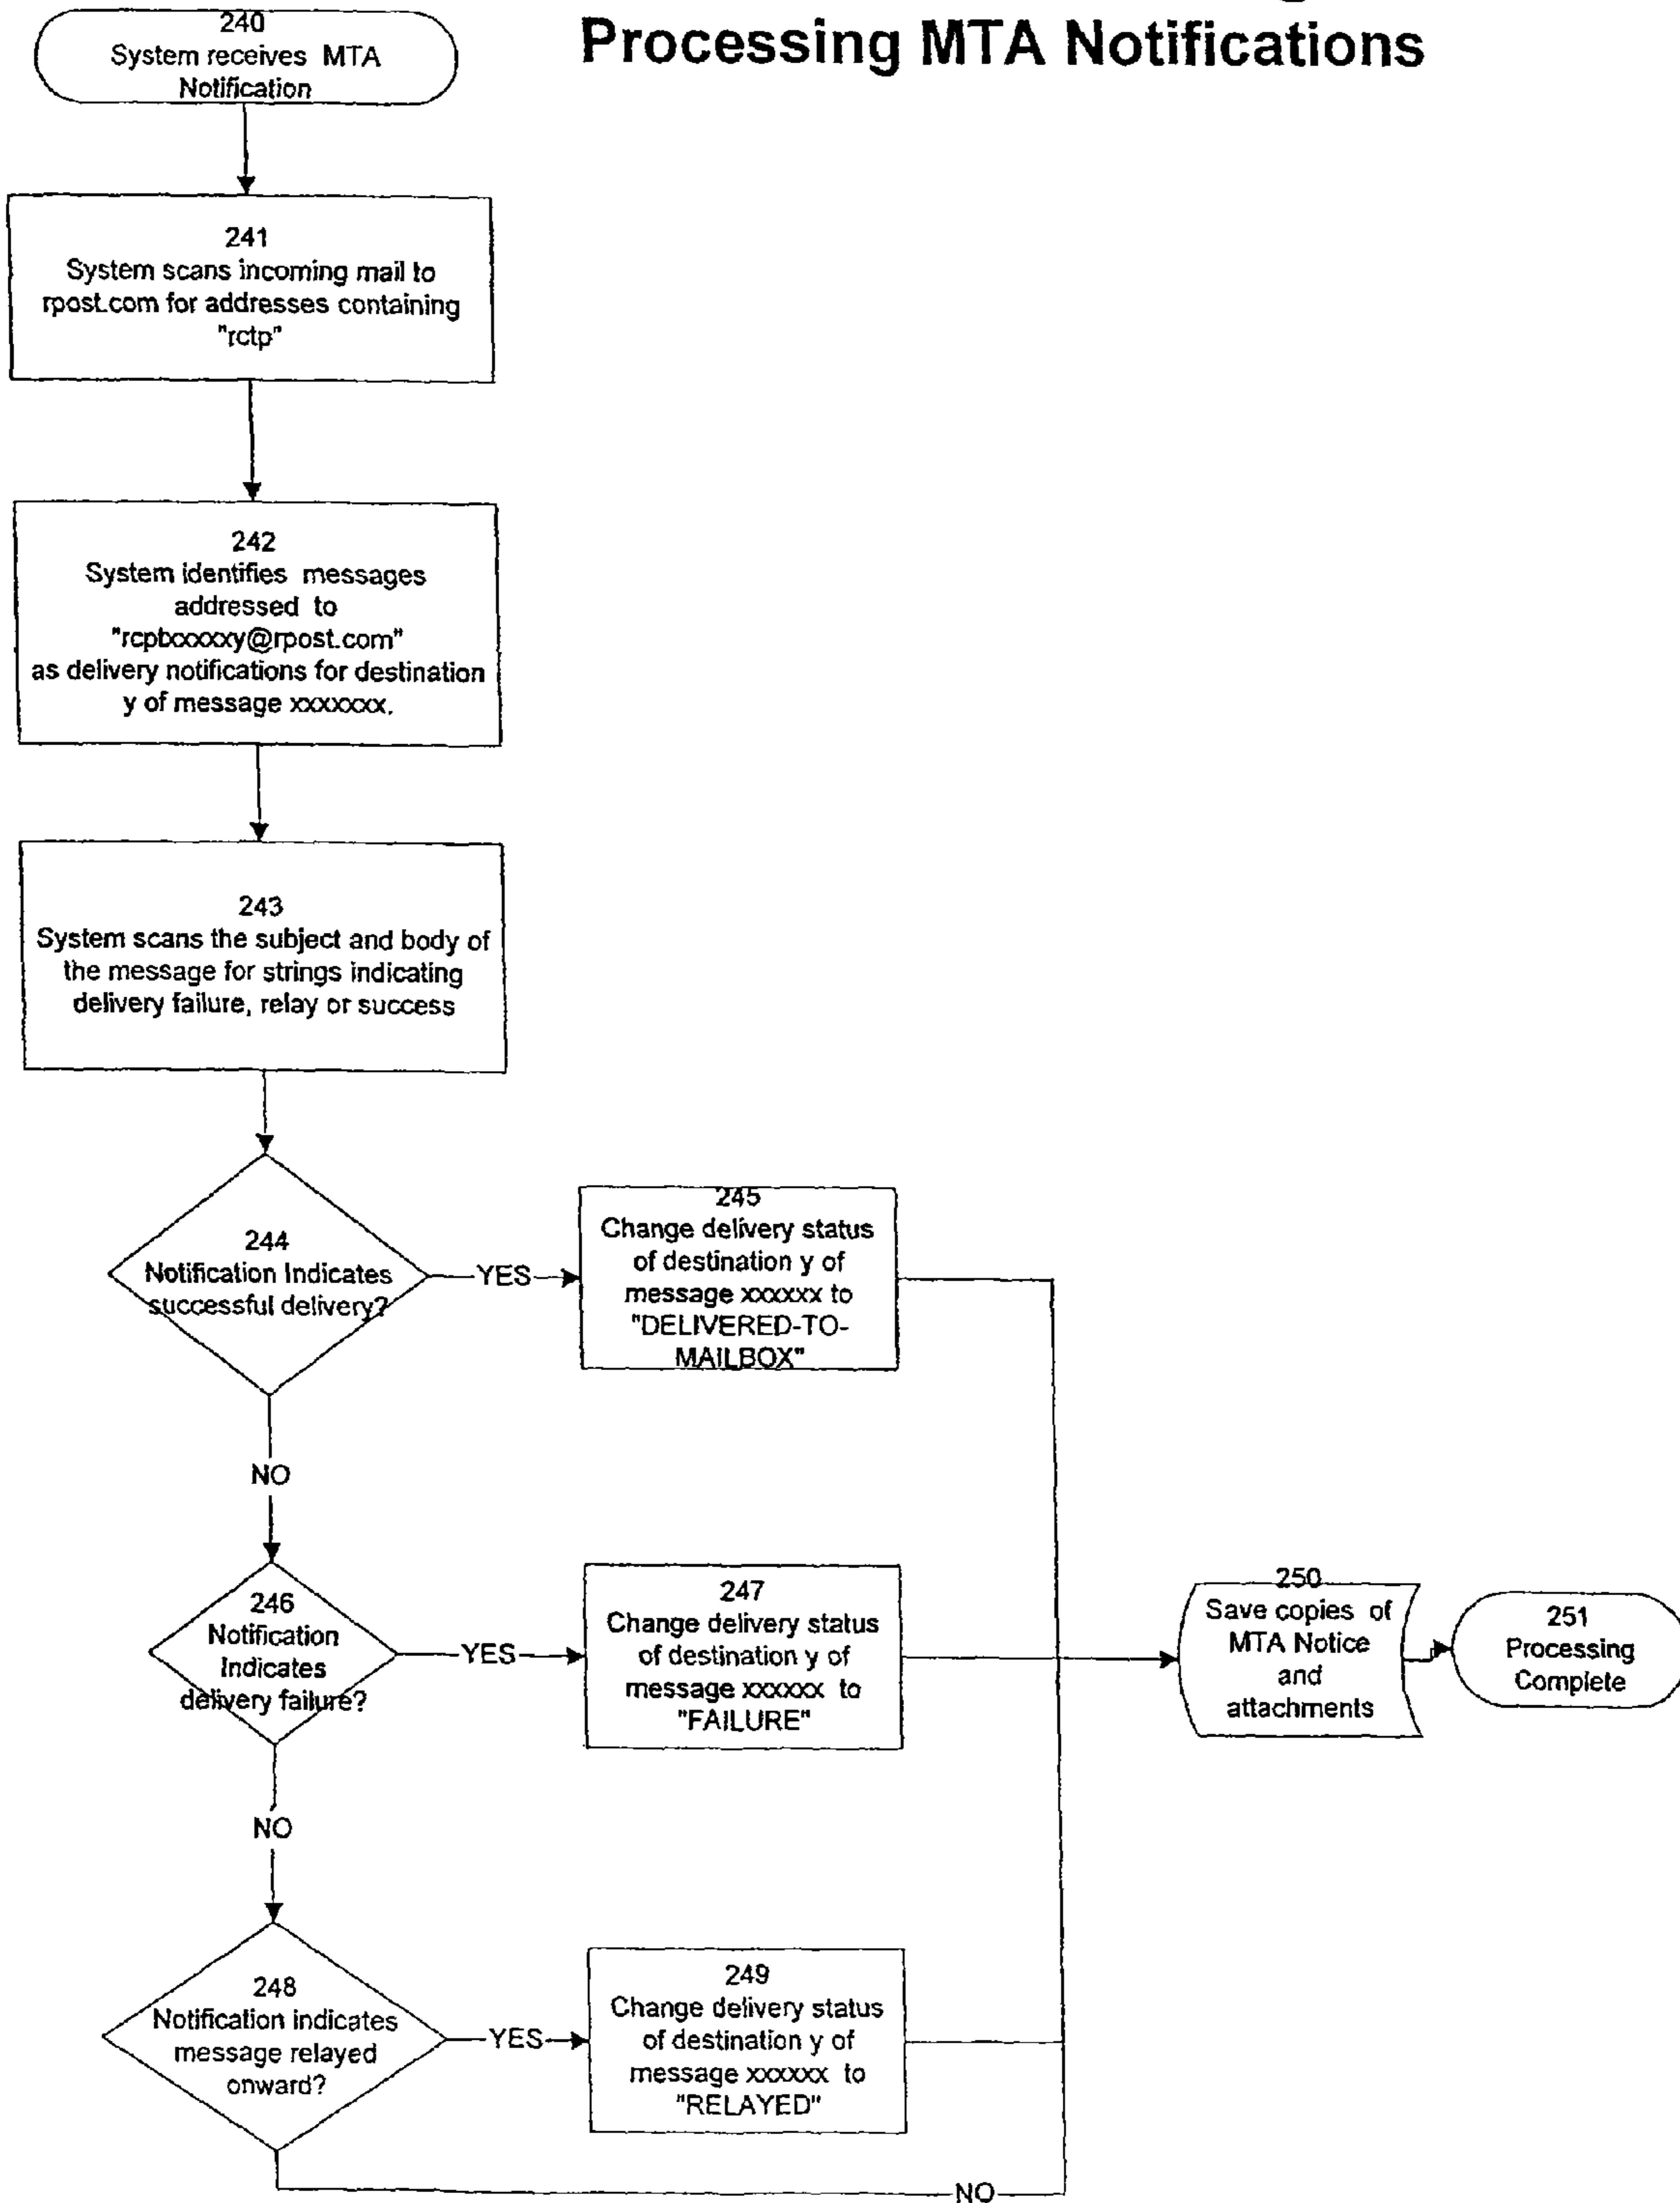 Processing MTA Notifications
240
System receives MTA
Notification
241
System scans incoming mail to
rpost.com for addresses containing
"rctp"
242
System identifies messages
addressed to
"rcptxxxxxy@rpost.com"
as delivery notifications for destination
y of message xxxxxxx.
243
System scans the subject and body of
the message for strings indicating
delivery failure, relay or success
244
Notification Indicates
successful delivery?
YES
245
Change delivery status
of destination y of
message xxxxxx to
"DELIVERED-TO-
MAILBOX"
NO
246
Notification
Indicates
delivery failure?
YES
247
Change delivery status
of destination y of
message xxxxxx to
"FAILURE"
250
Save copies of
MTA Notice
and
attachments
251
Processing
Complete
NO
248
Notification indicates
message relayed
onward?
YES
249
Change delivery status
of destination y of
message xxxxxx to
"RELAYED"
NO